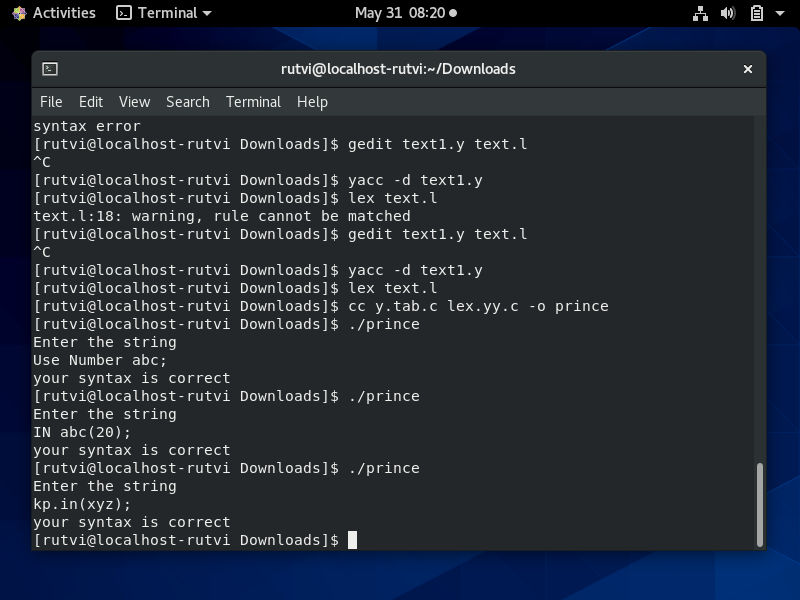 Activities Terminal May 31 08:20
rutvi@localhost-rutvi:~/Downloads
File Edit View Search Terminal Help
syntax error
[rutvi@localhost-rutvi Downloads]$ gedit text1.y text.l
^C
[rutvi@localhost-rutvi Downloads]$ yacc -d text1.y
[rutvi@localhost-rutvi Downloads]$ lex text.l
text.l:18: warning, rule cannot be matched
[rutvi@localhost-rutvi Downloads]$ gedit text1.y text.l
^C
[rutvi@localhost-rutvi Downloads]$ yacc -d text1.y
[rutvi@localhost-rutvi Downloads]$ lex text.l
[rutvi@localhost-rutvi Downloads]$ cc y.tab.c lex.yy.c -o prince
[rutvi@localhost-rutvi Downloads]$ ./prince
Enter the string
Use Number abc;
your syntax is correct
[rutvi@localhost-rutvi Downloads]$ ./prince
Enter the string
IN abc(20);
your syntax is correct
[rutvi@localhost-rutvi Downloads]$ ./prince
Enter the string
kp.in(xyz);
your syntax is correct
[rutvi@localhost-rutvi Downloads]$